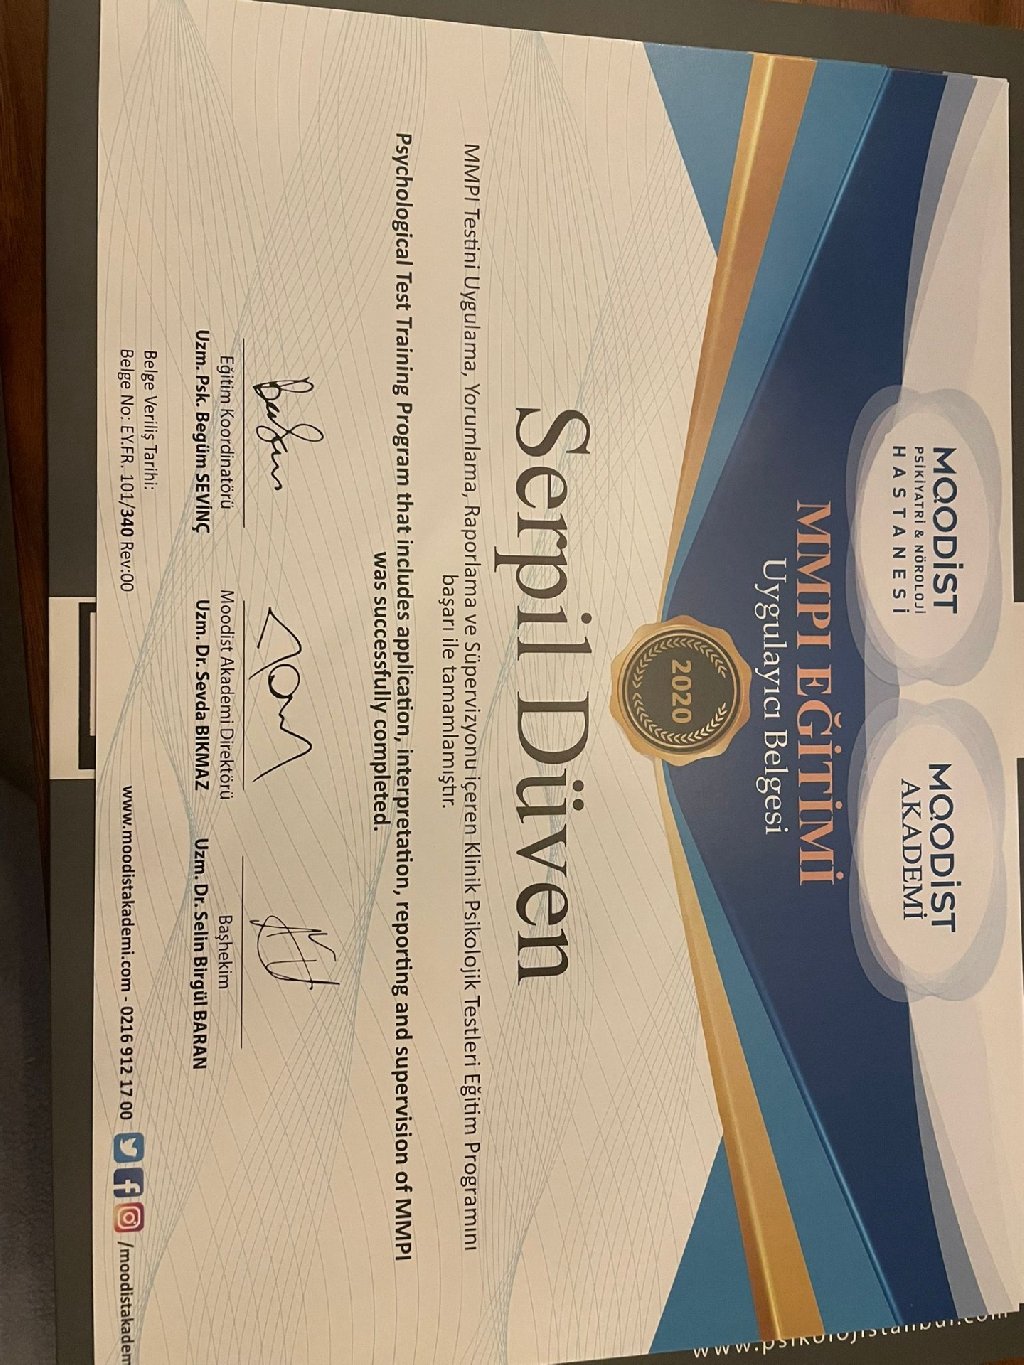 MOODİST
PSİKİYATRİ & NÖROLOJİ
HASTANESİ
MOODİST
AKADEMİ
MMPI EĞİTİMİ
Uygulayıcı Belgesi
2020
Serpil Düven
MMPI Testini Uygulama, Yorumlama, Raporlama ve Süpervizyonu içeren Klinik Psikolojik Testleri Eğitim Programını
başarı ile tamamlamıştır.
Psychological Test Training Program that includes application, interpretation, reporting and supervision of MMPI
was successfully completed.
Eğitim Koordinatörü
Uzm. Psk. Begüm SEVİNÇ
Moodist Akademi Direktörü
Uzm. Dr. Sevda BIKMAZ
Başhekim
Uzm. Dr. Selin Birgül BARAN
Belge Veriliş Tarihi:
Belge No: EY.FR. 101/340 Rev:00
www.moodistakademi.com - 0216 912 17 00
/moodistakadem
www.psikolojistanbul.com